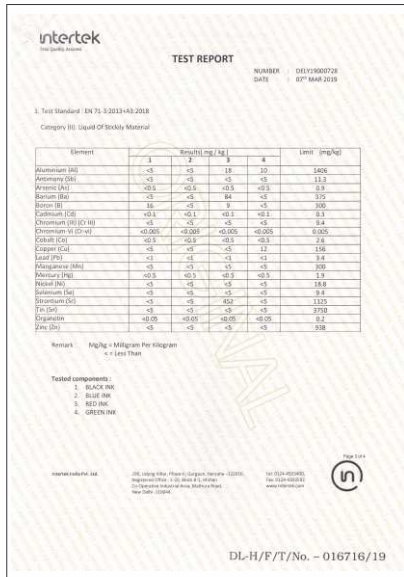 intertek
Total Quality. Assured.
TEST REPORT
NUMBER : DELY19000728
DATE : 07TH MAR 2019
1. Test Standard : EN 71-3:2013+A3:2018
Category (II): Liquid Of Stickily Material
Element Results( mg / kg ) Limit (mg/kg)
1 2 3 4
Aluminium (Al) <5 <5 18 10 1406
Antimony (Sb) <5 <5 <5 <5 11.3
Arsenic (As) <0.5 <0.5 <0.5 <0.5 0.9
Barium (Ba) <5 <5 84 <5 375
Boron (B) 16 <5 9 <5 300
Cadmium (Cd) <0.1 <0.1 <0.1 <0.1 0.3
Chromium (III) (Cr III) <5 <5 <5 <5 9.4
Chromium-VI (Cr-vi) <0.005 <0.005 <0.005 <0.005 0.005
Cobalt (Co) <0.5 <0.5 <0.5 <0.5 2.6
Copper (Cu) <5 <5 <5 12 156
Lead (Pb) <1 <1 <1 <1 3.4
Manganese (Mn) <5 <5 <5 <5 300
Mercury (Hg) <0.5 <0.5 <0.5 <0.5 1.9
Nickel (Ni) <5 <5 <5 <5 18.8
Selenium (Se) <5 <5 <5 <5 9.4
Strontium (Sr) <5 <5 452 <5 1125
Tin (Sn) <5 <5 <5 <5 3750
Organotin <0.05 <0.05 <0.05 <0.05 0.2
Zinc (Zn) <5 <5 <5 <5 938
Remark Mg/kg = Milligram Per Kilogram
< = Less Than
Tested components :
1. BLACK INK
2. BLUE INK
3. RED INK
4. GREEN INK
ORIGINAL
Intertek India Pvt. Ltd.
New Delhi
www.intertek.com
DL-H/F/T/No. – 016716/19